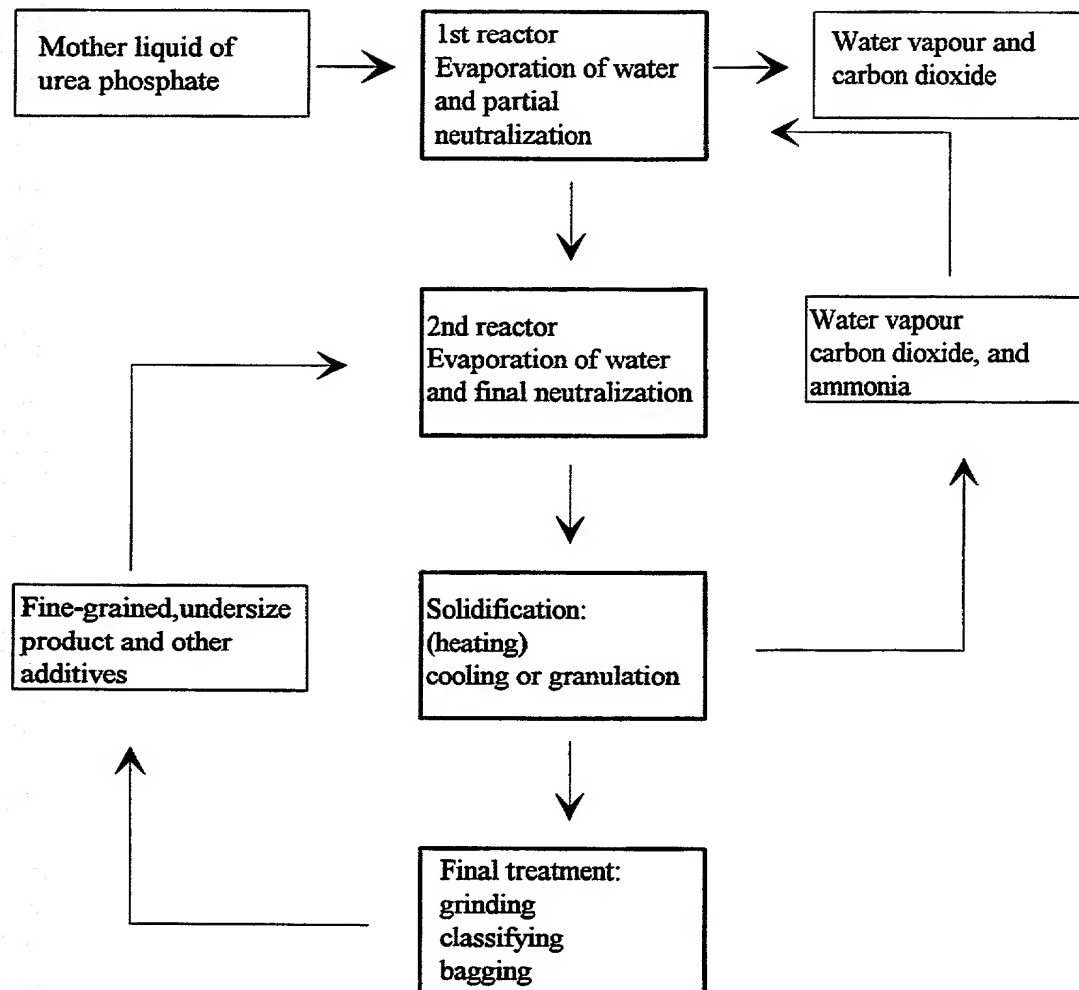 Mother liquid of
urea phosphate
1st reactor
Evaporation of water
and partial
neutralization
Water vapour and
carbon dioxide
2nd reactor
Evaporation of water
and final neutralization
Water vapour
carbon dioxide, and
ammonia
Fine-grained,undersize
product and other
additives
Solidification:
(heating)
cooling or granulation
Final treatment:
grinding
classifying
bagging